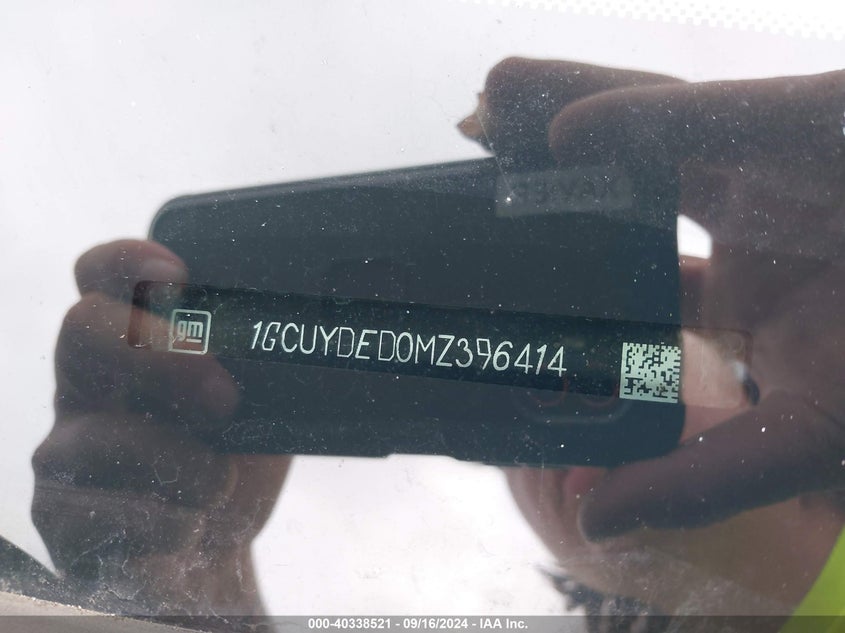 gm 1GCUYDED0MZ396414
000-40338521 - 09/16/2024 - IAA Inc.